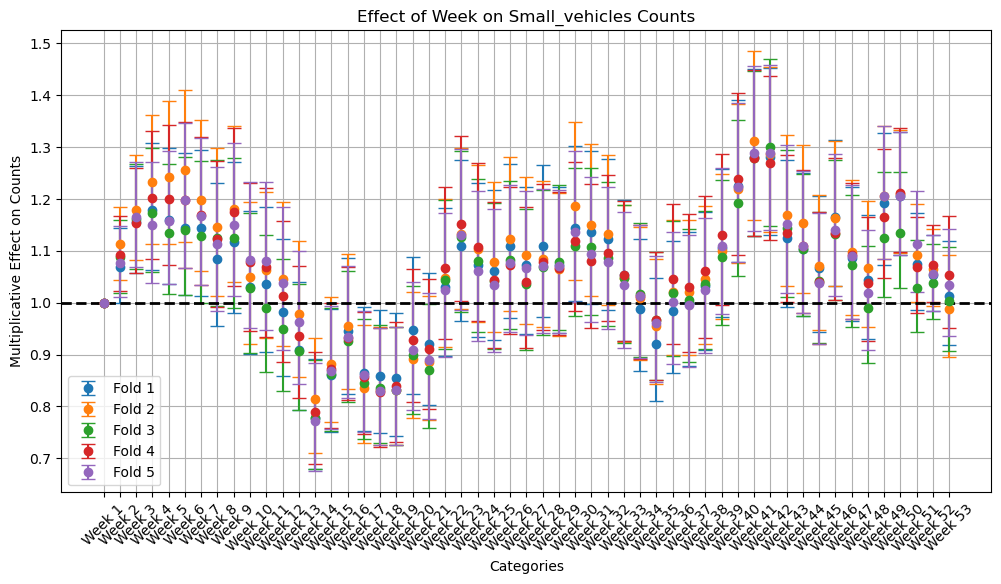 Effect of Week on Small_vehicles Counts
Multiplicative Effect on Counts
1.5
1.4
1.3
1.2
1.1
1.0
0.9
0.8
0.7
Fold 1
Fold 2
Fold 3
Fold 4
Fold 5
Week 1
Week 2
Week 3
Week 4
Week 5
Week 6
Week 7
Week 8
Week 9
Week 10
Week 11
Week 12
Week 13
Week 14
Week 15
Week 16
Week 17
Week 18
Week 19
Week 20
Week 21
Week 22
Week 23
Week 24
Week 25
Week 26
Week 27
Week 28
Week 29
Week 30
Week 31
Week 32
Week 33
Week 34
Week 35
Week 36
Week 37
Week 38
Week 39
Week 40
Week 41
Week 42
Week 43
Week 44
Week 45
Week 46
Week 47
Week 48
Week 49
Week 50
Week 51
Week 52
Week 53
Categories